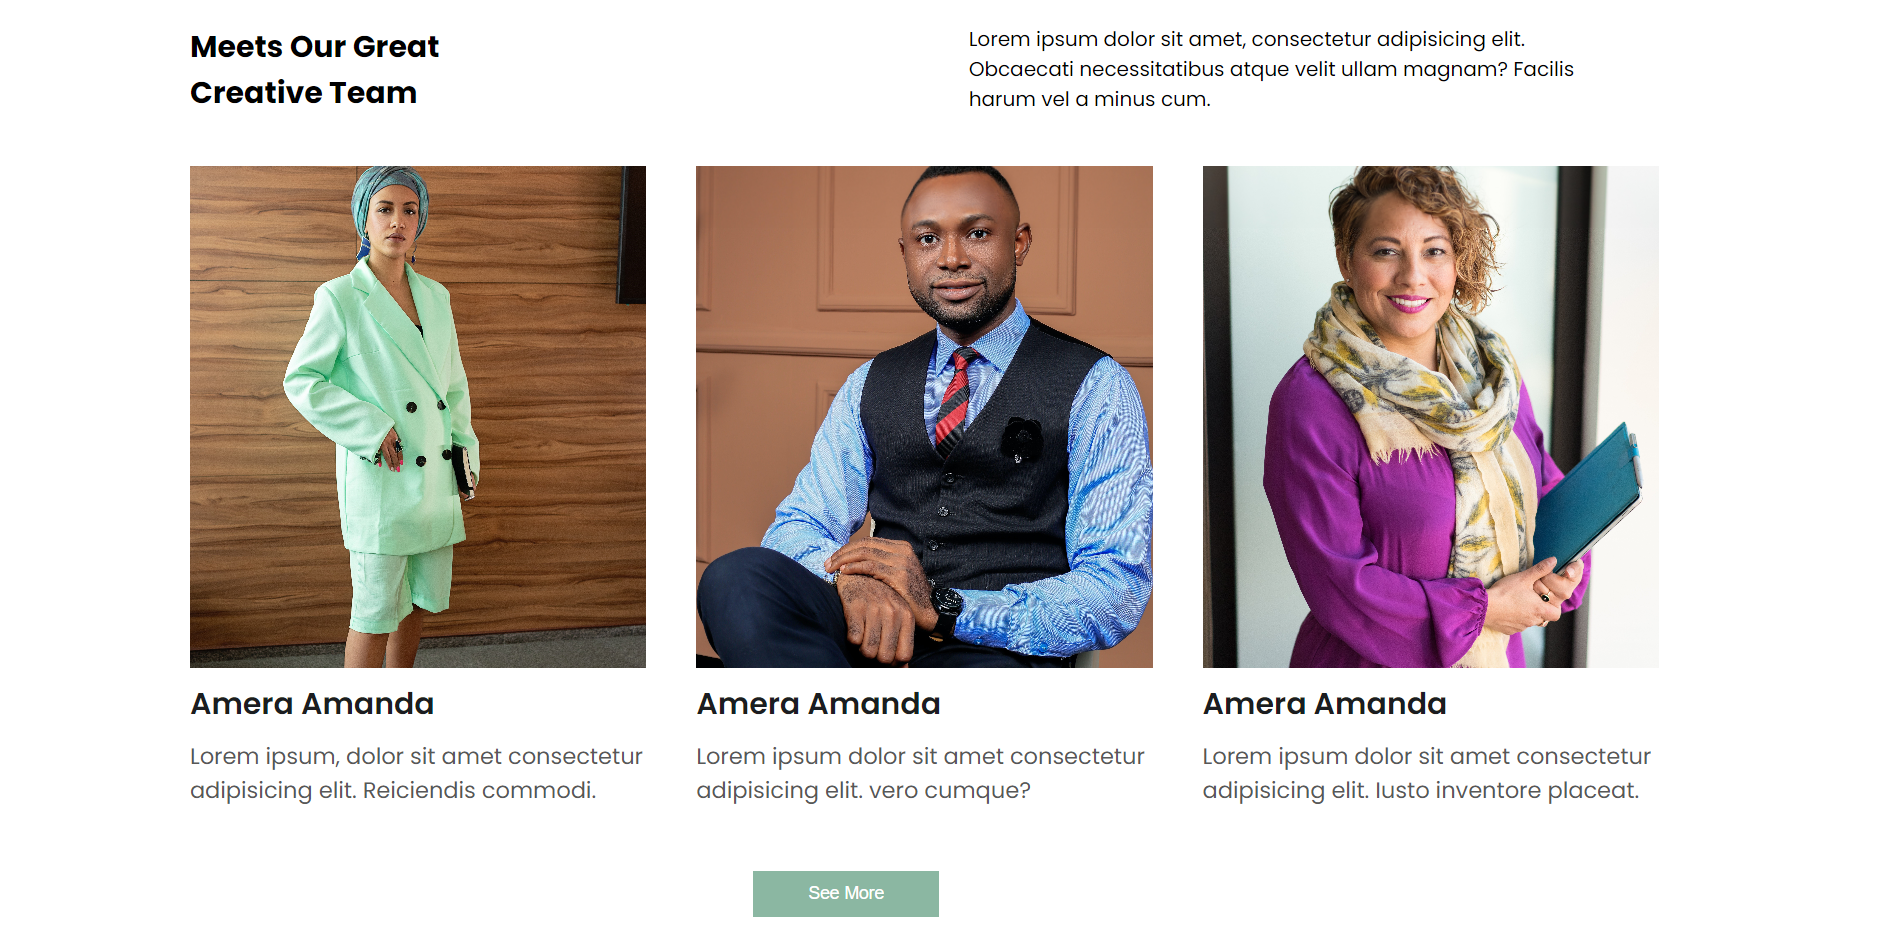 Meets Our Great
Creative Team
Lorem ipsum dolor sit amet, consectetur adipisicing elit.
Obcaecati necessitatibus atque velit ullam magnam? Facilis
harum vel a minus cum.
Amera Amanda
Lorem ipsum, dolor sit amet consectetur
adipisicing elit. Reiciendis commodi.
Amera Amanda
Lorem ipsum dolor sit amet consectetur
adipisicing elit. vero cumque?
Amera Amanda
Lorem ipsum dolor sit amet consectetur
adipisicing elit. Iusto inventore placeat.
See More